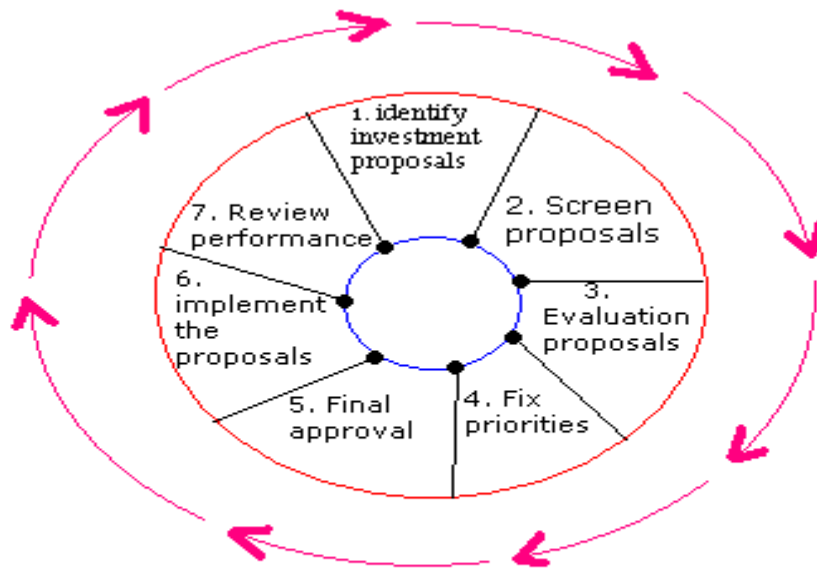 1. identify
investment
proposals
2. Screen
proposals
3.
Evaluation
proposals
4. Fix
priorities
5. Final
approval
6.
implement
the
proposals
7. Review
performance